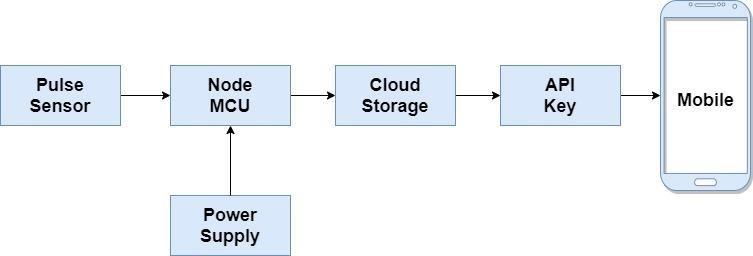 Pulse
Sensor
Node
MCU
Cloud
Storage
API
Key
Mobile
Power
Supply